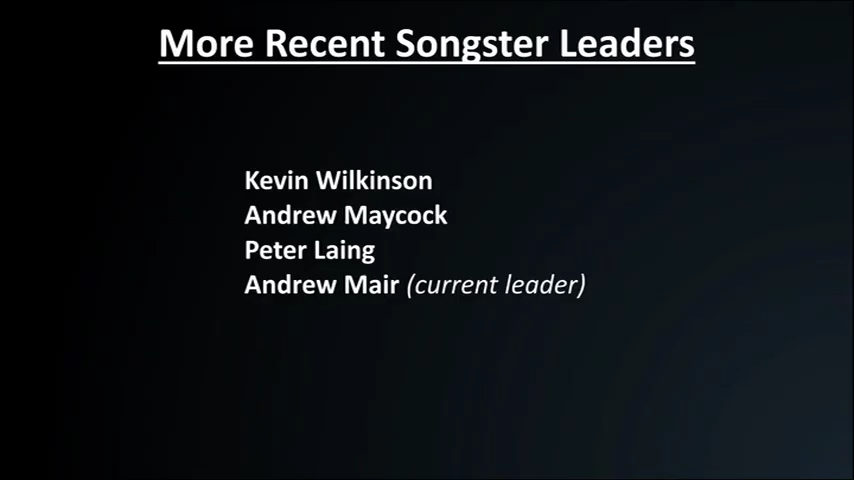 More Recent Songster Leaders
Kevin Wilkinson
Andrew Maycock
Peter Laing
Andrew Mair (current leader)